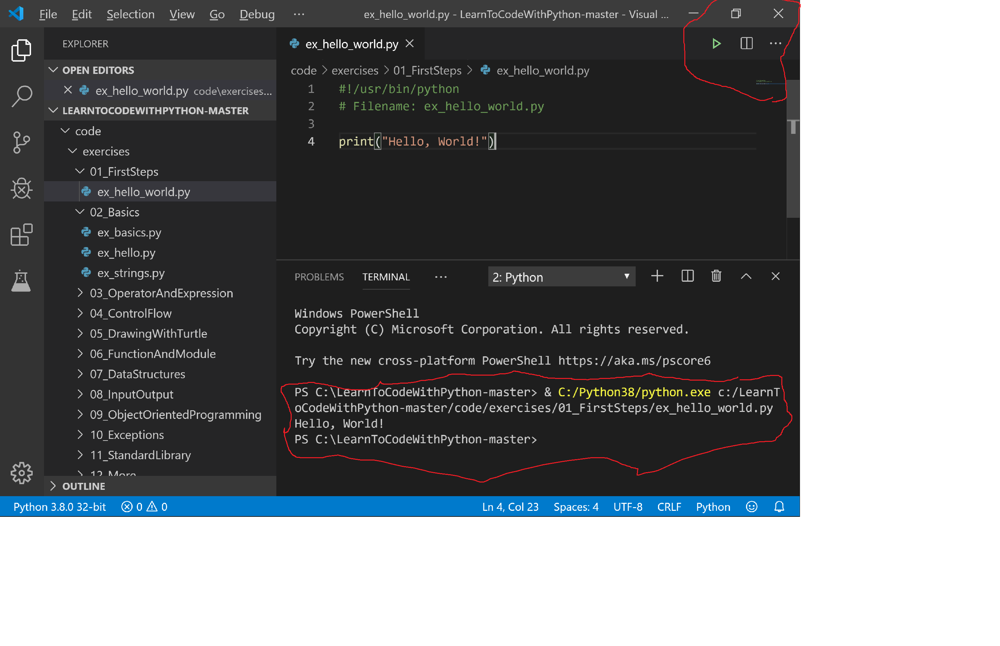 File Edit Selection View Go Debug ... ex_hello_world.py - LearnToCodeWithPython-master - Visual ...
EXPLORER
OPEN EDITORS
ex_hello_world.py code\exercises...
LEARNTOCODEWITHPYTHON-MASTER
code
exercises
01_FirstSteps
ex_hello_world.py
02_Basics
ex_basics.py
ex_hello.py
ex_strings.py
03_OperatorAndExpression
04_ControlFlow
05_DrawingWithTurtle
06_FunctionAndModule
07_DataStructures
08_InputOutput
09_ObjectOrientedProgramming
10_Exceptions
11_StandardLibrary
12_More
OUTLINE
ex_hello_world.py
code > exercises > 01_FirstSteps > ex_hello_world.py
1 #!/usr/bin/python
2 # Filename: ex_hello_world.py
3
4 print("Hello, World!")
PROBLEMS TERMINAL ... 2: Python
Windows PowerShell
Copyright (C) Microsoft Corporation. All rights reserved.
Try the new cross-platform PowerShell https://aka.ms/pscore6
PS C:\LearnToCodeWithPython-master> & C:/Python38/python.exe c:/LearnT
oCodeWithPython-master/code/exercises/01_FirstSteps/ex_hello_world.py
Hello, World!
PS C:\LearnToCodeWithPython-master>
Python 3.8.0 32-bit 0 0 Ln 4, Col 23 Spaces: 4 UTF-8 CRLF Python